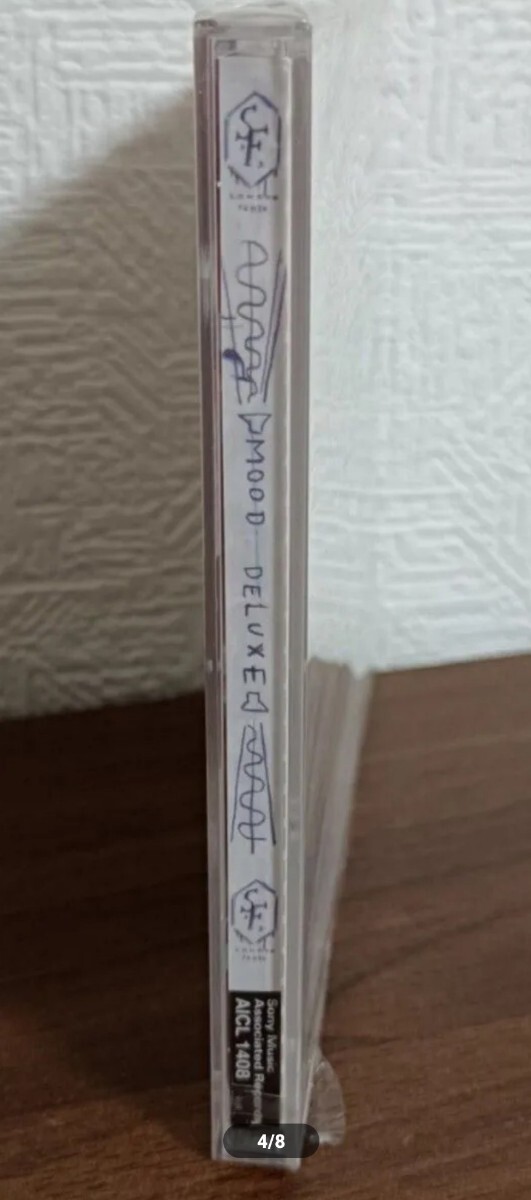 MOOD DELUXE
Sony Music
Associated Records
AICL 1408
4/8